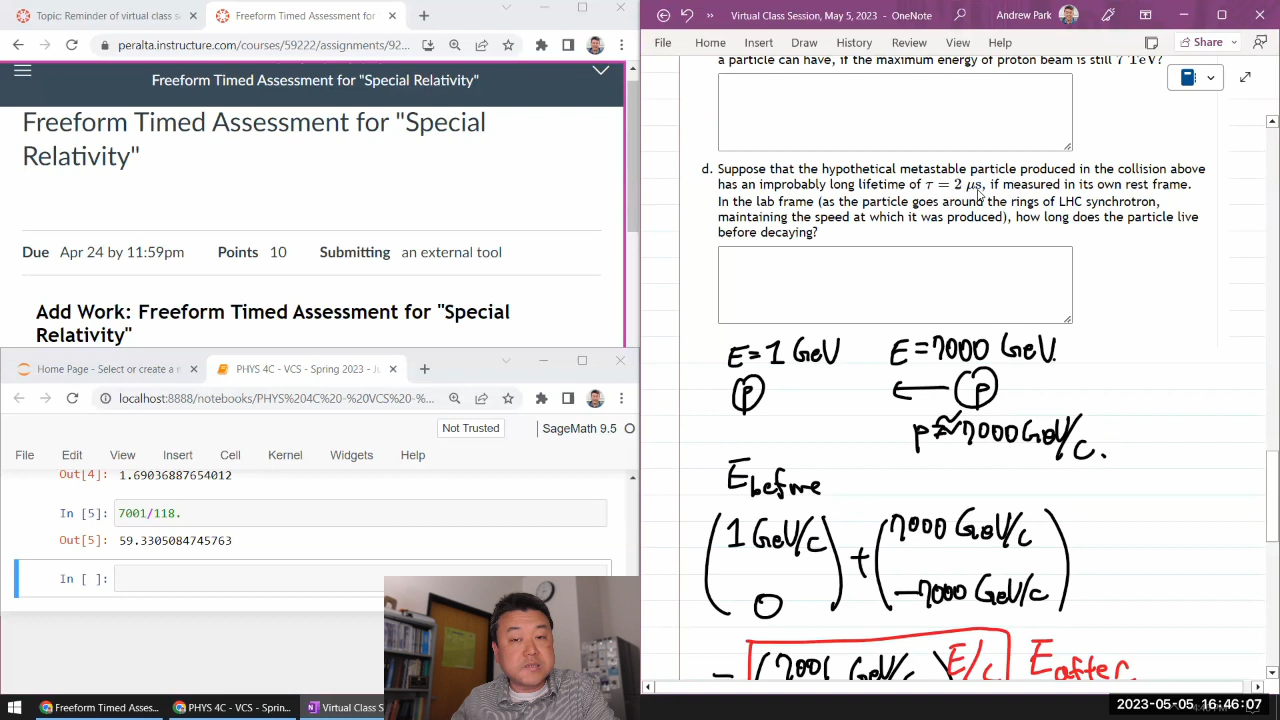 Topic: Reminder of virtual class s
Freeform Timed Assessment for
peralta.instructure.com/courses/59222/assignments/92...
Freeform Timed Assessment for "Special Relativity"
Freeform Timed Assessment for "Special
Relativity"
Due Apr 24 by 11:59pm Points 10 Submitting an external tool
Add Work: Freeform Timed Assessment for "Special
Relativity"
Home Page - Select or create a n
PHYS 4C - VCS - Spring 2023 - Ju
localhost:8888/notebooks/PHYS%204C%20-%20VCS%20-%...
Not Trusted
SageMath 9.5
File Edit View Insert Cell Kernel Widgets Help
Out[4]: 1.69036887654012
In [5]: 7001/118.
Out[5]: 59.3305084745763
In [ ]:
Virtual Class Session, May 5, 2023 - OneNote
Andrew Park
File Home Insert Draw History Review View Help
Share
a particle can have, if the maximum energy of proton beam is still 7 TeV?
d. Suppose that the hypothetical metastable particle produced in the collision above
has an improbably long lifetime of τ = 2 μs, if measured in its own rest frame.
In the lab frame (as the particle goes around the rings of LHC synchrotron,
maintaining the speed at which it was produced), how long does the particle live
before decaying?
E = 1 GeV
E = 7000 GeV.
p
← p
p ≈ 7000 GeV/c.
E before
(1 GeV/c 0) + (7000 GeV/c -7000 GeV/c)
= (7001 GeV/c) E/c E after
Freeform Timed Asses...
PHYS 4C - VCS - Sprin...
Virtual Class Session, ...
2023-05-05 16:46:07